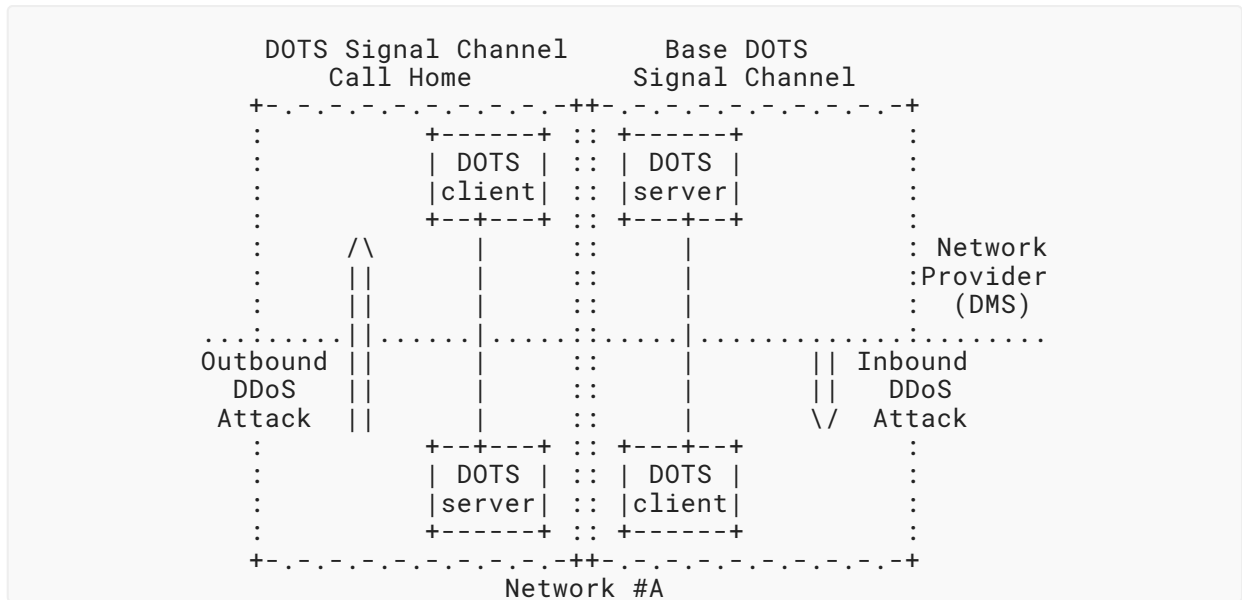 DOTS Signal Channel Base DOTS
Call Home Signal Channel
+-.-.-.-.-.-.-.-.-.-++-.-.-.-.-.-.-.-.-.-+
: +------+ :: +------+ :
: | DOTS | :: | DOTS | :
: |client| :: |server| :
: +--+---+ :: +---+--+ :
: /\ | :: | : Network
: || | :: | :Provider
: || | :: | : (DMS)
.........||......|.....::.....|......................
Outbound || | :: | || Inbound
DDoS || | :: | || DDoS
Attack || | :: | \/ Attack
: +--+---+ :: +---+--+ :
: | DOTS | :: | DOTS | :
: |server| :: |client| :
: +------+ :: +------+ :
+-.-.-.-.-.-.-.-.-.-++-.-.-.-.-.-.-.-.-.-+
Network #A